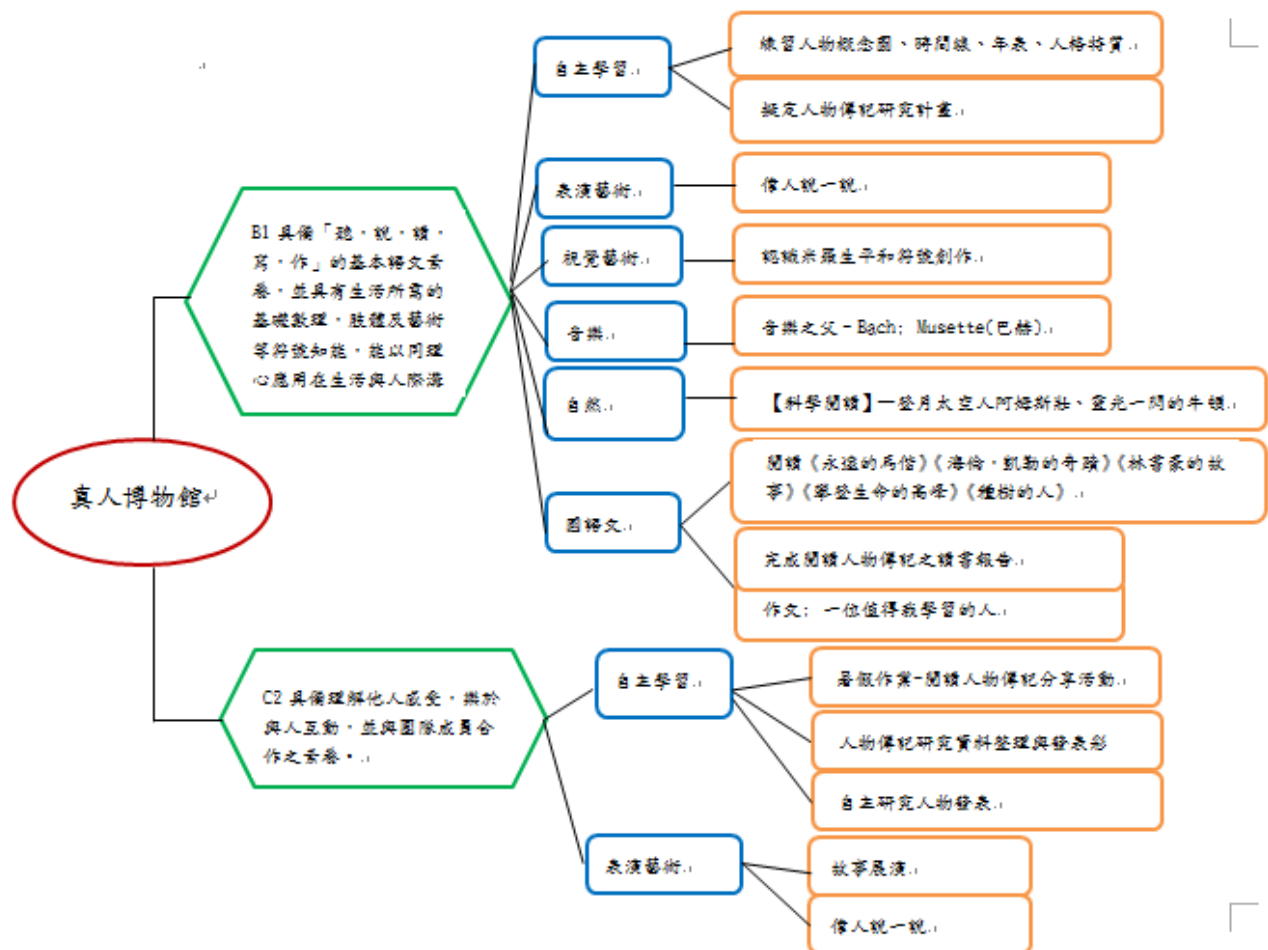 真人博物館
B1 具備「聽,說,讀,
寫,作」的基本語文素
養,並具有生活所需的
基礎數理,肢體及藝術
等符號知能,能以同理
心應用在生活與人際溝
自主學習
練習人物概念圖、時間線、年表、人格特質
擬定人物傳記研究計畫
表演藝術
偉人說一說
視覺藝術
認識米羅生平和符號創作
音樂
音樂之父-Bach; Musette(巴赫)
自然
【科學閱讀】—登月太空人阿姆斯壯、靈光一閃的牛頓
國語文
閱讀《永遠的馬偕》《海倫.凱勒的奇蹟》《林書豪的故
事》《攀登生命的高峰》《種樹的人》
完成閱讀人物傳記之讀書報告
作文; 一位值得我學習的人
C2 具備理解他人感受,樂於
與人互動,並與團隊成員合
作之素養。
自主學習
暑假作業-閱讀人物傳記分享活動
人物傳記研究資料整理與發表彩
自主研究人物發表
表演藝術
故事展演
偉人說一說